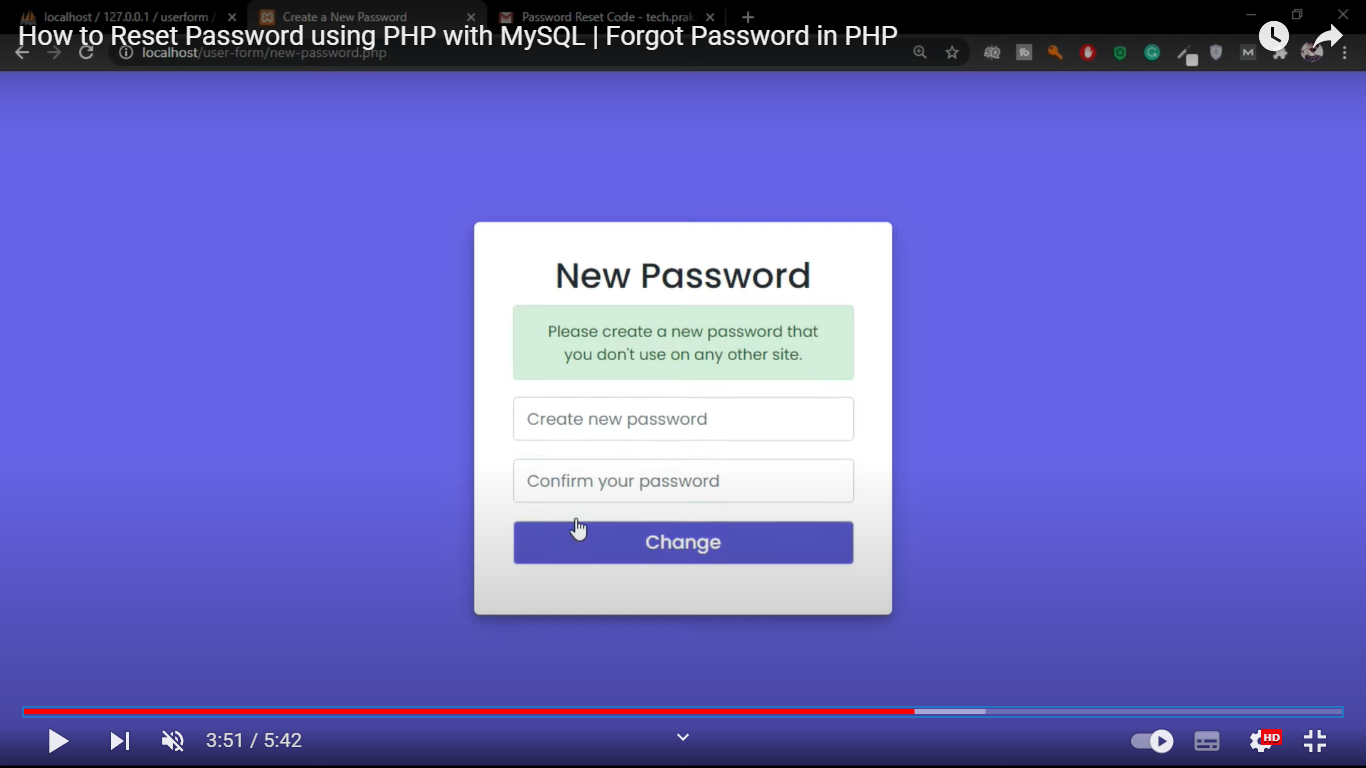 localhost / 127.0.0.1 / userform /
Create a New Password
Password Reset Code - tech.prak
How to Reset Password using PHP with MySQL | Forgot Password in PHP
localhost/user-form/new-password.php
New Password
Please create a new password that
you don't use on any other site.
Create new password
Confirm your password
Change
3:51 / 5:42
HD